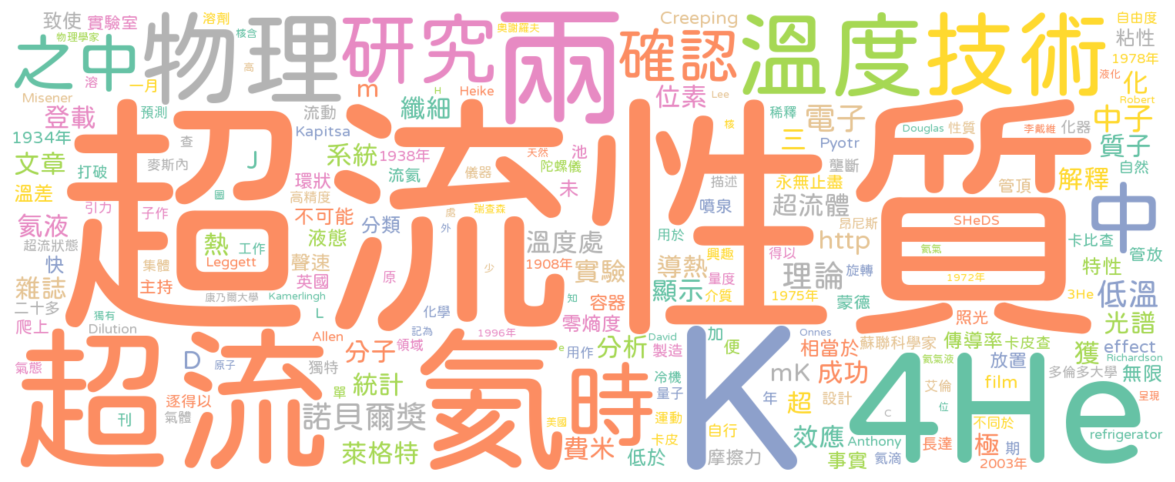 致使
實驗室
溶劑
奧謝羅夫
Creeping
自由度
物理學家
核含
粘性
之中
物理
研究
兩
確認
溫度
技術
1978年
溶
一月
高
m
H
Heike
位素
Lee
液化
化
Robert
Misener
預測
流動
纖細
稀釋
登載
核
電子
中子
查
Kapitsa
三
Douglas
性質
李戴維
化器
1934年
打破
麥斯內
J
系統
1938年
池
天然
Pyotr
質子
文章
流氦
儀器
陀螺儀
壟斷
自然
溫差
環狀
高精度
未
描述
永無止盡
管頂
解釋
引力
子作
圖
不可能
分類
處
瑞查森
噴泉
超流體
昂尼斯
SHeDS
中
氦液
超流狀態
熱
工作
液態
外
溫度處
用於
http
卡比查
管放
超流性質
快
集體
Leggett
聲速
1908年
實驗
導熱
興趣
得以
氦氣
特性
雜誌
主持
英國
原
少
量度
理論
旋轉
1972年
二十多
康乃爾大學
容器
顯示
介質
1975年
蒙德
3He
低溫
爬上
獨有
Kamerlingh
L
化學
知
零熵度
照光
光譜
Dilution
Allen
記為
1996年
David
加
Onnes
蘇聯科學家
傳導率
卡皮查
獲
effect
氣態
D
原子
獨特
分子
領域
e
用作
分析
製造
便
相當於
放置
多倫多大學
無限
Richardson
超流
氦
時
K
4He
統計
單
冷機
量子
mK
成功
艾倫
film
呈現
逐得以
氣體
諾貝爾獎
美國
運動
年
超
設計
c
不同於
位
刊
萊格特
費米
卡皮
低於
自行
摩擦力
效應
Anthony
事實
氦滴
長達
極
期
2003年
refrigerator
氦氣液